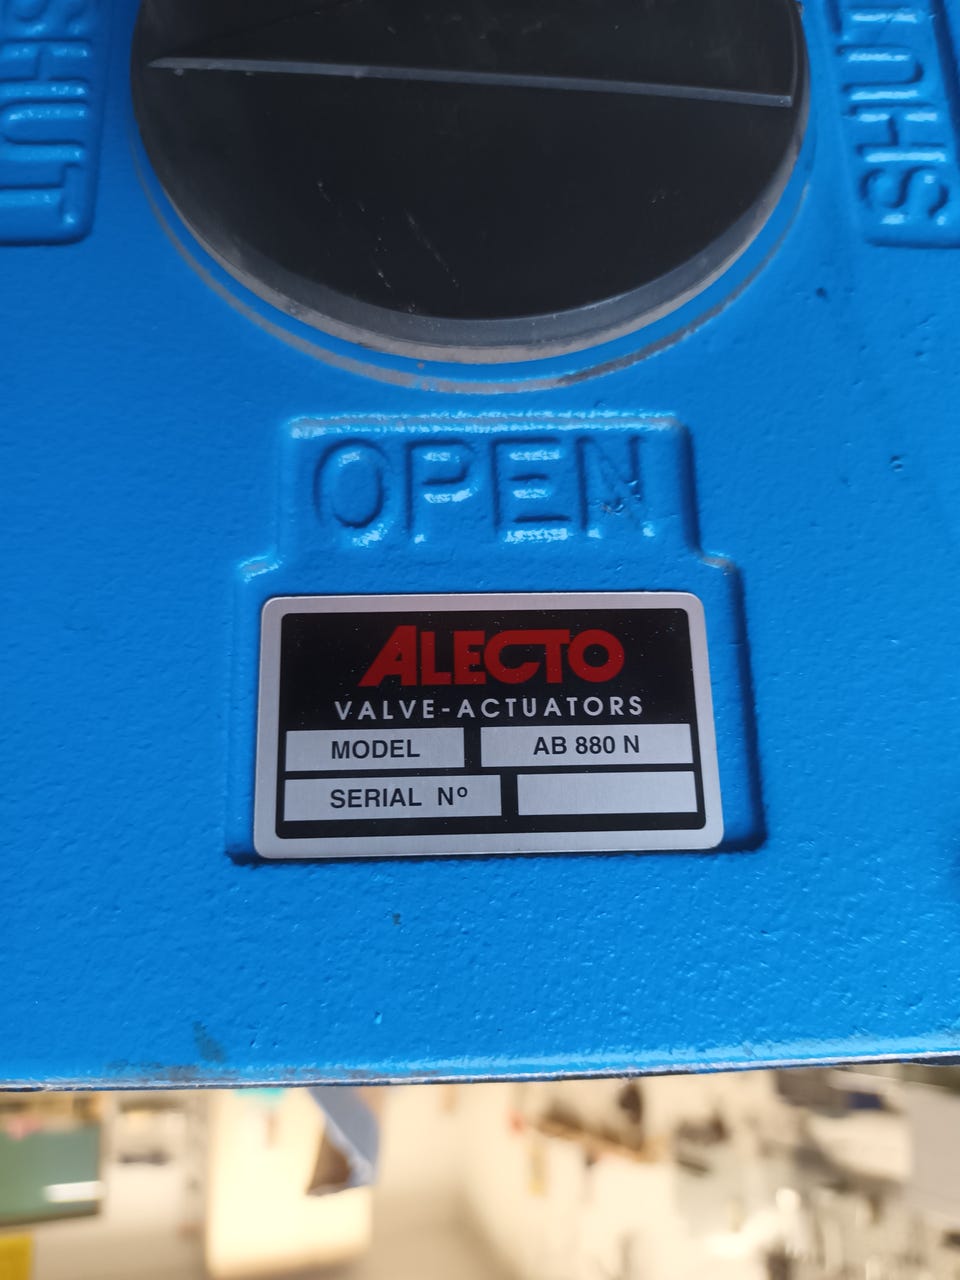 SHUT
SHUT
OPEN
ALECTO
VALVE-ACTUATORS
MODEL AB 880 N
SERIAL Nº